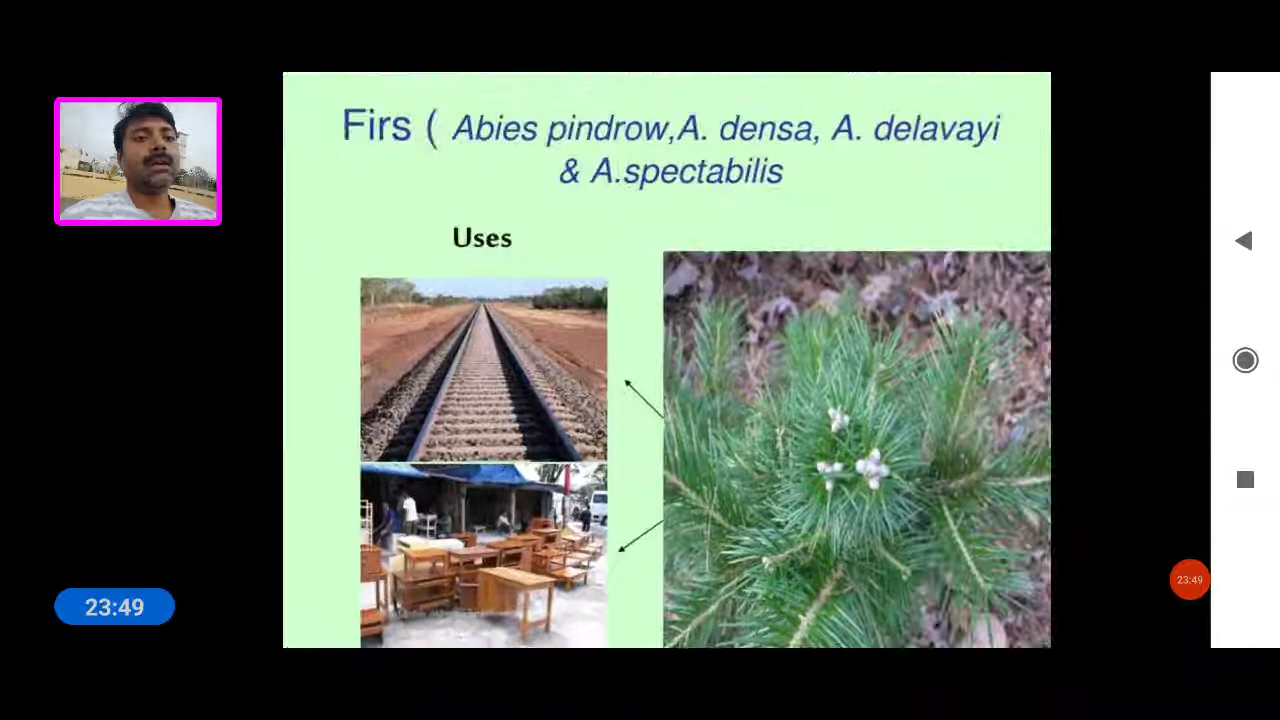 Firs ( Abies pindrow,A. densa, A. delavayi
& A.spectabilis
Uses
23:49
23:49